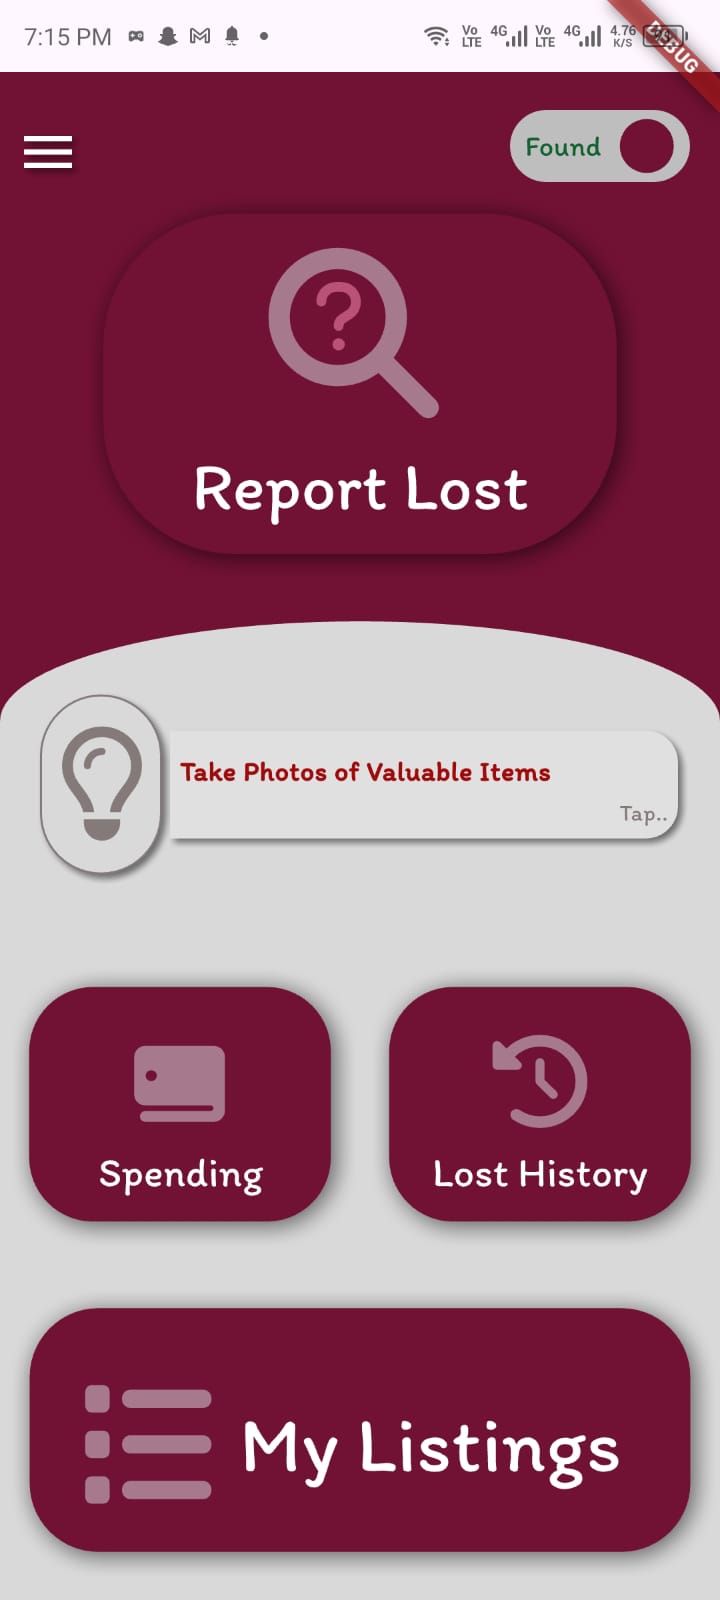 7:15 PM
Vo LTE 4G Vo LTE 4G 4.76 K/S
DEBUG
Found
?
Report Lost
Take Photos of Valuable Items
Tap..
Spending
Lost History
My Listings